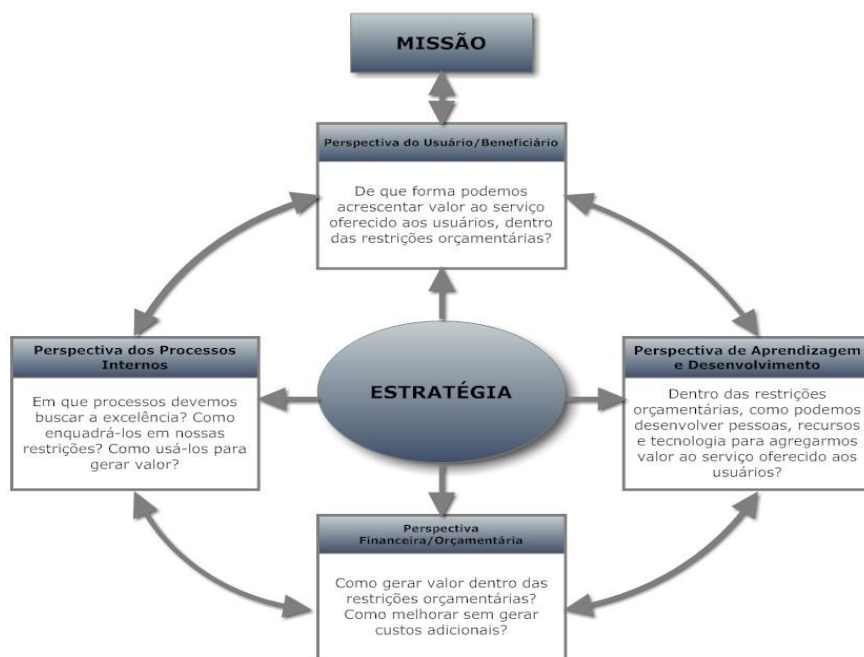 MISSÃO
Perspectiva do Usuário/Beneficiário
De que forma podemos
acrescentar valor ao serviço
oferecido aos usuários, dentro
das restrições orçamentárias?
Perspectiva dos Processos
Internos
Em que processos devemos
buscar a excelência? Como
enquadrá-los em nossas
restrições? Como usá-los para
gerar valor?
ESTRATÉGIA
Perspectiva de Aprendizagem
e Desenvolvimento
Dentro das restrições
orçamentárias, como podemos
desenvolver pessoas, recursos
e tecnologia para agregarmos
valor ao serviço oferecido aos
usuários?
Perspectiva
Financeira/Orçamentária
Como gerar valor dentro das
restrições orçamentárias?
Como melhorar sem gerar
custos adicionais?